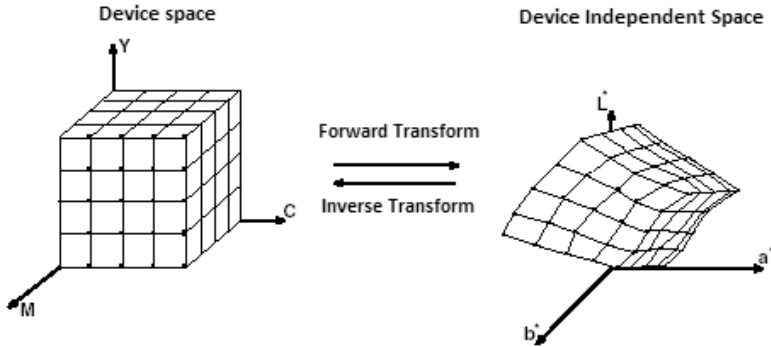 Device space
Device Independent Space
Y
C
M
Forward Transform
Inverse Transform
L*
a*
b*